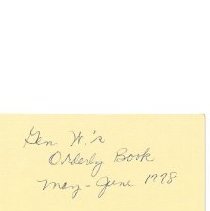 Gen W.'s
Orderly Book
May - June 1778